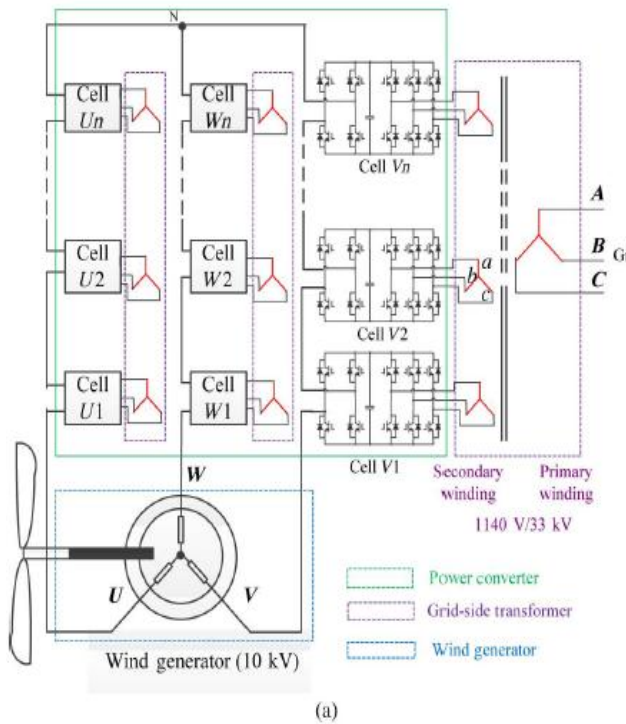 N
Cell
Un
Cell
Wn
Cell Vn
Cell
U2
Cell
W2
a
b
c
Cell V2
A
B
G
C
Cell
U1
Cell
W1
Cell V1
W
U
V
Secondary
winding
Primary
winding
1140 V/33 kV
Wind generator (10 kV)
Power converter
Grid-side transformer
Wind generator
(a)